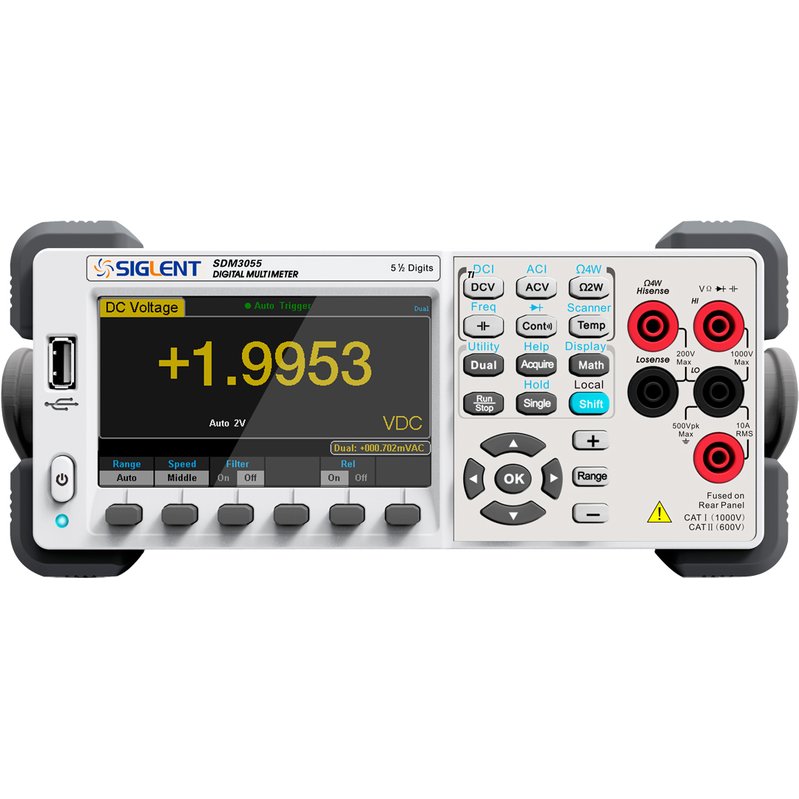 SIGLENT SDM3055 DIGITAL MULTIMETER 5 ½ Digits
DC Voltage Auto Trigger Dual
+1.9953
Auto 2V VDC
Dual: +000.702mVAC
Range Speed Filter Rel
Auto Middle On Off On Off
DCI ACI Ω4W
TI
DCV ACV Ω2W
Freq Scanner
Cont Temp
Utility Help Display
Dual Acquire Math
Hold Local
Run
Stop Single Shift
+
OK Range
−
Ω4W
Hisense
VΩ
HI
200V
Max
1000V
Max
Losense
LO
500Vpk
Max
10A
RMS
Fused on
Rear Panel
CAT I (1000V)
CAT II (600V)